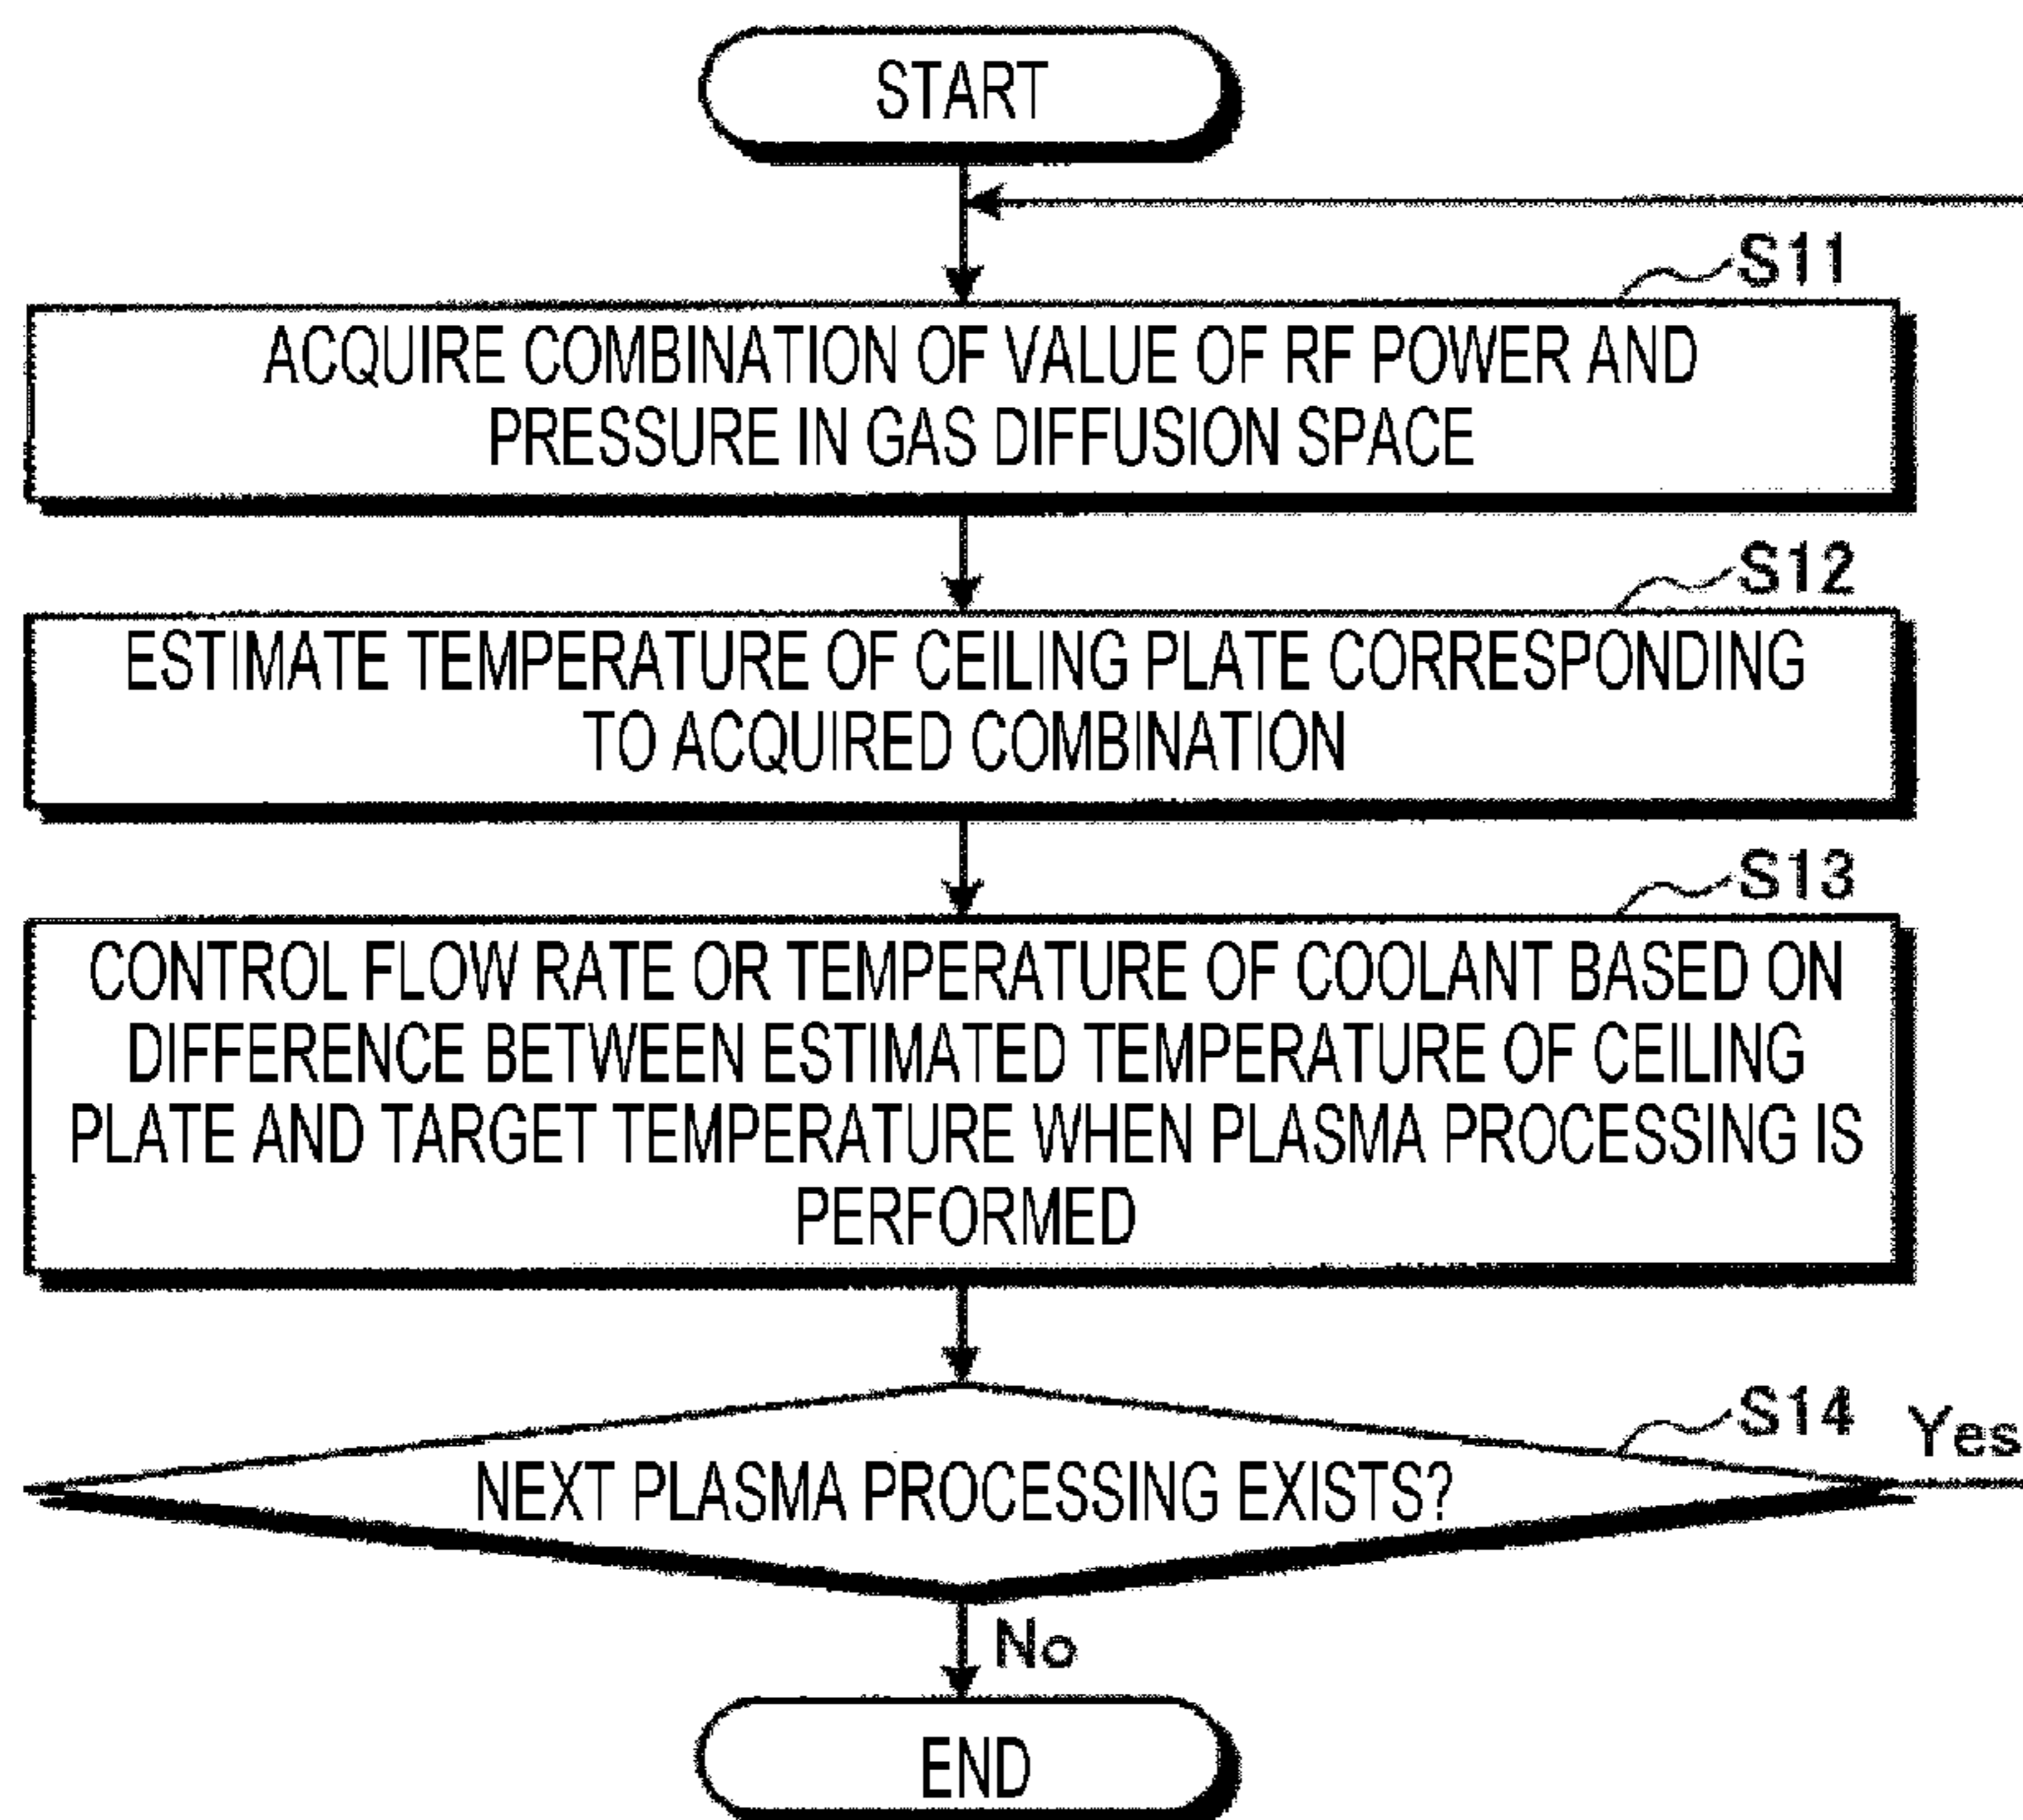 START
S11
ACQUIRE COMBINATION OF VALUE OF RF POWER AND
PRESSURE IN GAS DIFFUSION SPACE
S12
ESTIMATE TEMPERATURE OF CEILING PLATE CORRESPONDING
TO ACQUIRED COMBINATION
S13
CONTROL FLOW RATE OR TEMPERATURE OF COOLANT BASED ON
DIFFERENCE BETWEEN ESTIMATED TEMPERATURE OF CEILING
PLATE AND TARGET TEMPERATURE WHEN PLASMA PROCESSING IS
PERFORMED
S14
Yes
NEXT PLASMA PROCESSING EXISTS?
No
END